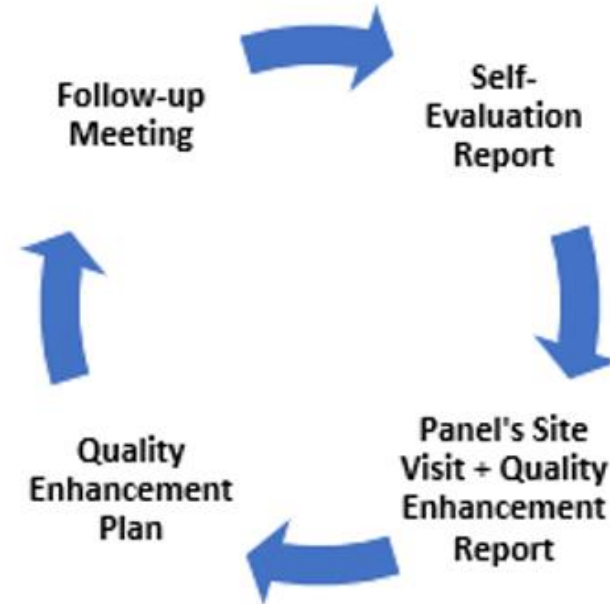 Follow-up
Meeting
Self-
Evaluation
Report
Panel's Site
Visit + Quality
Enhancement
Report
Quality
Enhancement
Plan